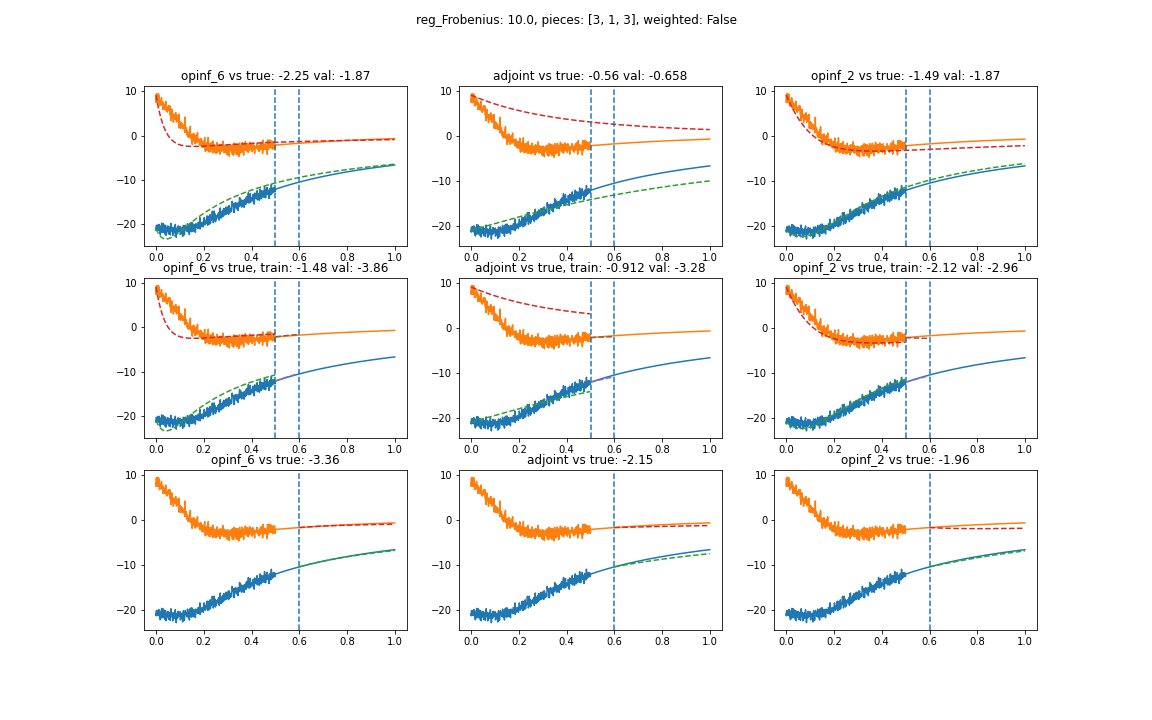 reg_Frobenius: 10.0, pieces: [3, 1, 3], weighted: False
opinf_6 vs true: -2.25 val: -1.87
adjoint vs true: -0.56 val: -0.658
opinf_2 vs true: -1.49 val: -1.87
10
0
−10
−20
0.0 0.2 0.4 0.6 0.8 1.0
10
0
−10
−20
0.0 0.2 0.4 0.6 0.8 1.0
10
0
−10
−20
0.0 0.2 0.4 0.6 0.8 1.0
opinf_6 vs true, train: -1.48 val: -3.86
adjoint vs true, train: -0.912 val: -3.28
opinf_2 vs true, train: -2.12 val: -2.96
10
0
−10
−20
0.0 0.2 0.4 0.6 0.8 1.0
10
0
−10
−20
0.0 0.2 0.4 0.6 0.8 1.0
10
0
−10
−20
0.0 0.2 0.4 0.6 0.8 1.0
opinf_6 vs true: -3.36
adjoint vs true: -2.15
opinf_2 vs true: -1.96
10
0
−10
−20
0.0 0.2 0.4 0.6 0.8 1.0
10
0
−10
−20
0.0 0.2 0.4 0.6 0.8 1.0
10
0
−10
−20
0.0 0.2 0.4 0.6 0.8 1.0